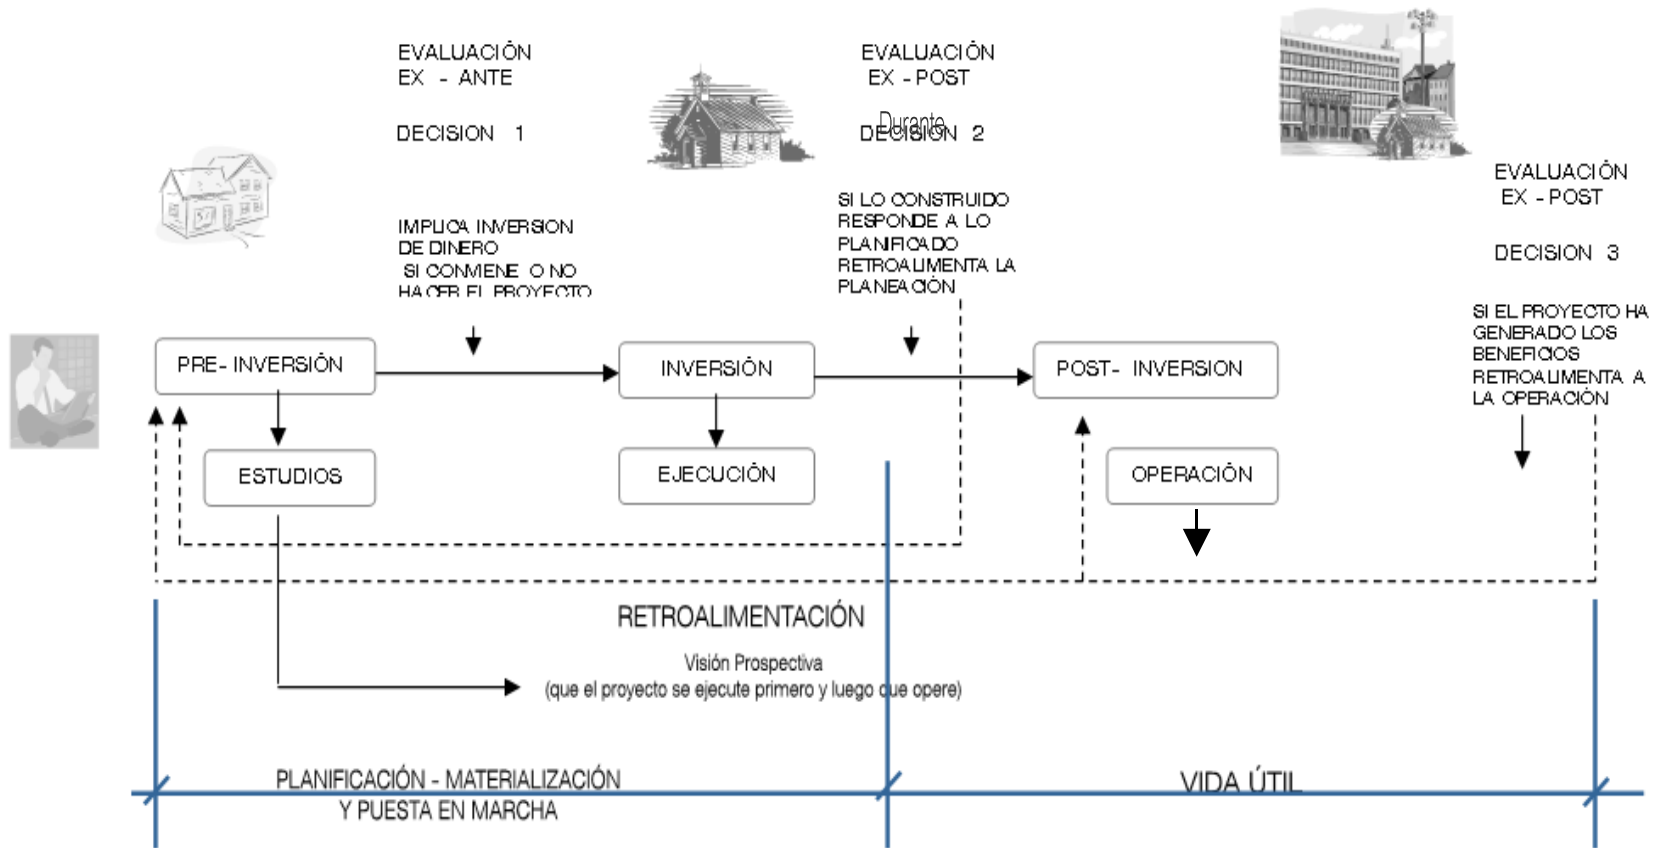 EVALUACIÓN
EX - ANTE
DECISION 1
IMPLICA INVERSION
DE DINERO
SI CONVIENE O NO
HACER EL PROYECTO
EVALUACIÓN
EX - POST
Durante
DECISION 2
SI LO CONSTRUIDO
RESPONDE A LO
PLANIFICADO
RETROALIMENTA LA
PLANEACIÓN
EVALUACIÓN
EX - POST
DECISION 3
SI EL PROYECTO HA
GENERADO LOS
BENEFICIOS
RETROALIMENTA A
LA OPERACIÓN
PRE- INVERSIÓN
INVERSIÓN
POST- INVERSION
ESTUDIOS
EJECUCIÓN
OPERACIÓN
RETROALIMENTACIÓN
Visión Prospectiva
(que el proyecto se ejecute primero y luego que opere)
PLANIFICACIÓN - MATERIALIZACIÓN
Y PUESTA EN MARCHA
VIDA ÚTIL